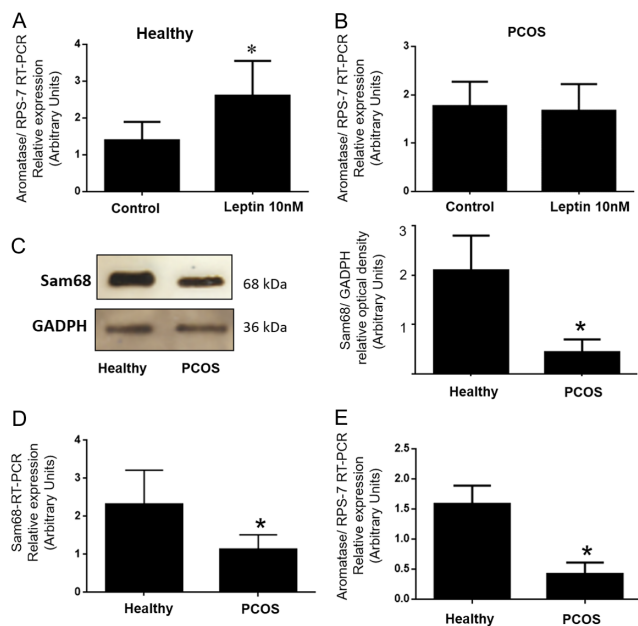 A
Healthy
Aromatase/ RPS-7 RT-PCR
Relative expression
(Arbitrary Units)
4
3
2
1
0
*
Control
Leptin 10nM
B
PCOS
Aromatase/ RPS-7 RT-PCR
Relative expression
(Arbitrary Units)
3
2
1
0
Control
Leptin 10nM
C
Sam68
68 kDa
GADPH
36 kDa
Healthy
PCOS
Sam68/ GADPH
relative optical density
(Arbitrary Units)
3
2
1
*
Healthy
PCOS
D
Sam68-RT-PCR
Relative expression
(Arbitrary Units)
4
3
2
1
0
*
Healthy
PCOS
E
Aromatase/ RPS-7 RT-PCR
Relative expression
(Arbitrary Units)
2.5
2.0
1.5
1.0
0.5
0.0
*
Healthy
PCOS